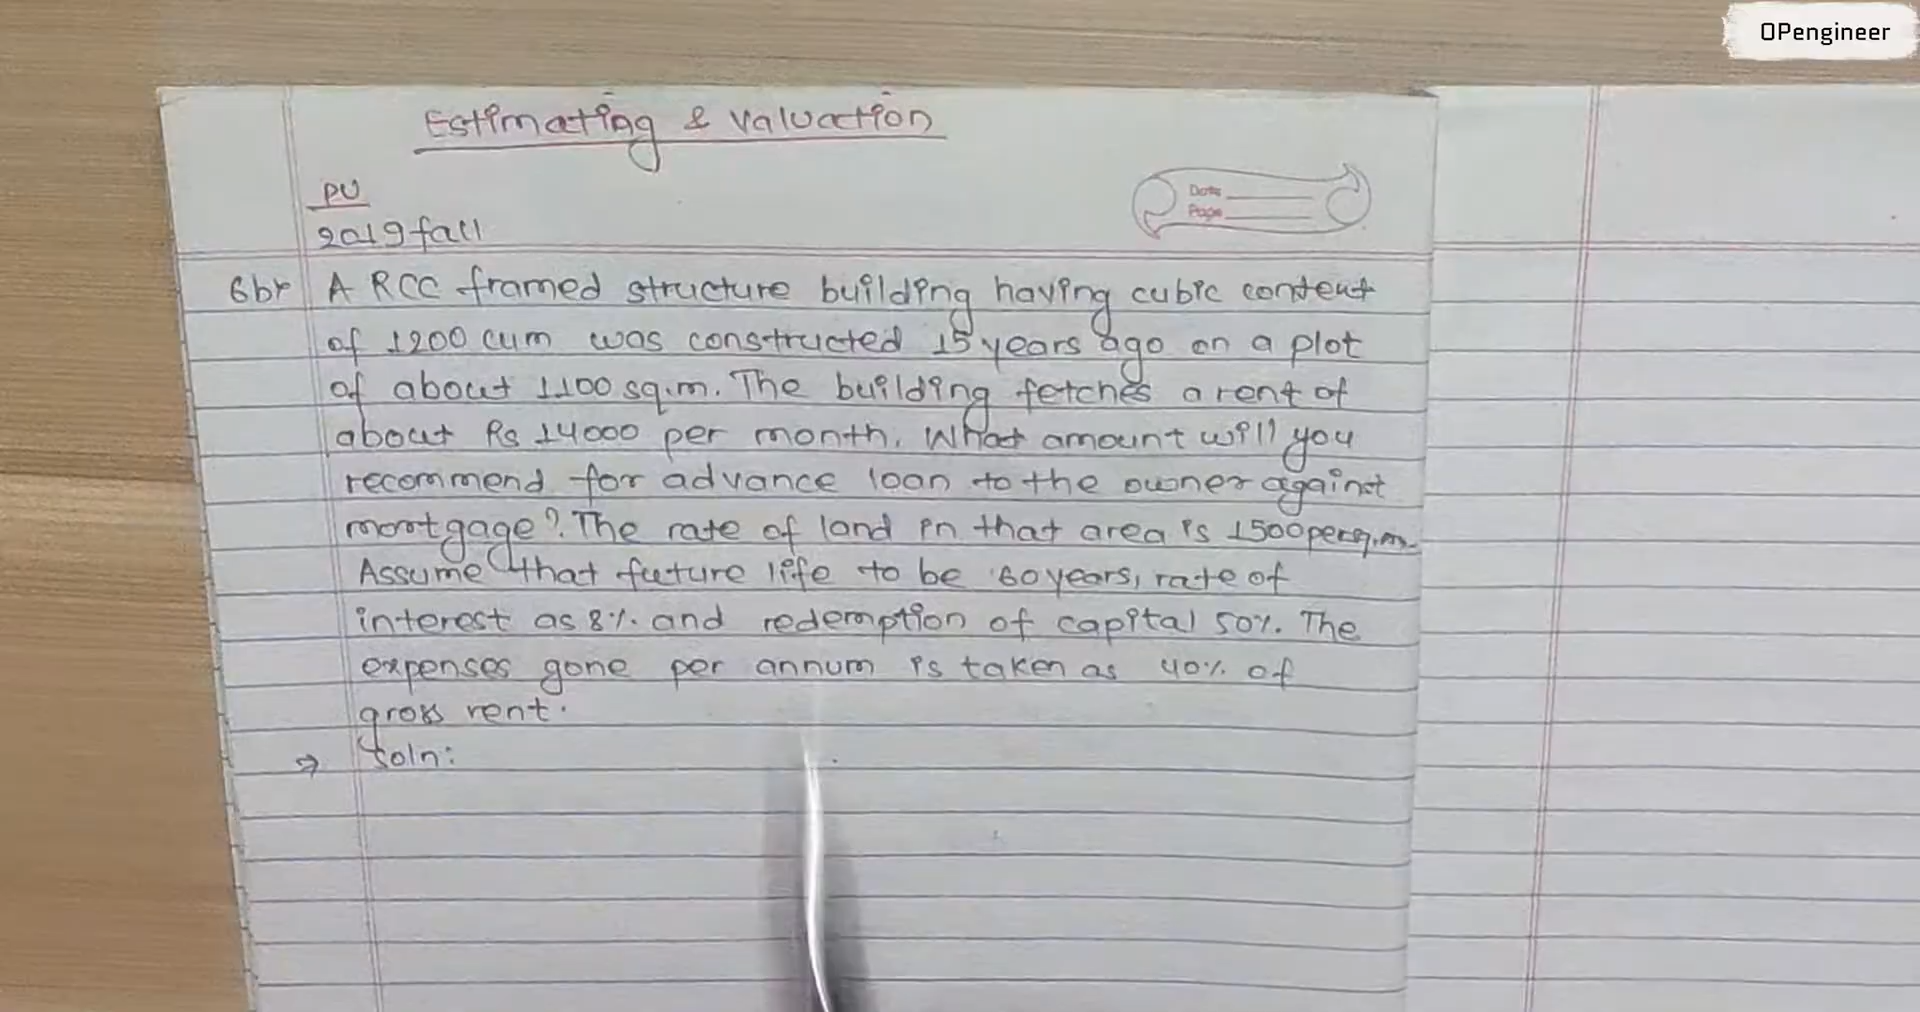 OPengineer
Estimating & valuation
PU
2019 fall
Date
Page
6b) A RCC framed structure building having cubic content
of 1200 cum was constructed 15 years ago on a plot
of about 1100 sq.m. The building fetches a rent of
about Rs 14000 per month. What amount will you
recommend for advance loan to the owner against
mortgage? The rate of land in that area is 1500 persq.m.
Assume that future life to be 60 years, rate of
interest as 8% and redemption of capital 50%. The
expenses gone per annum is taken as 40% of
gross rent.
→ Soln: